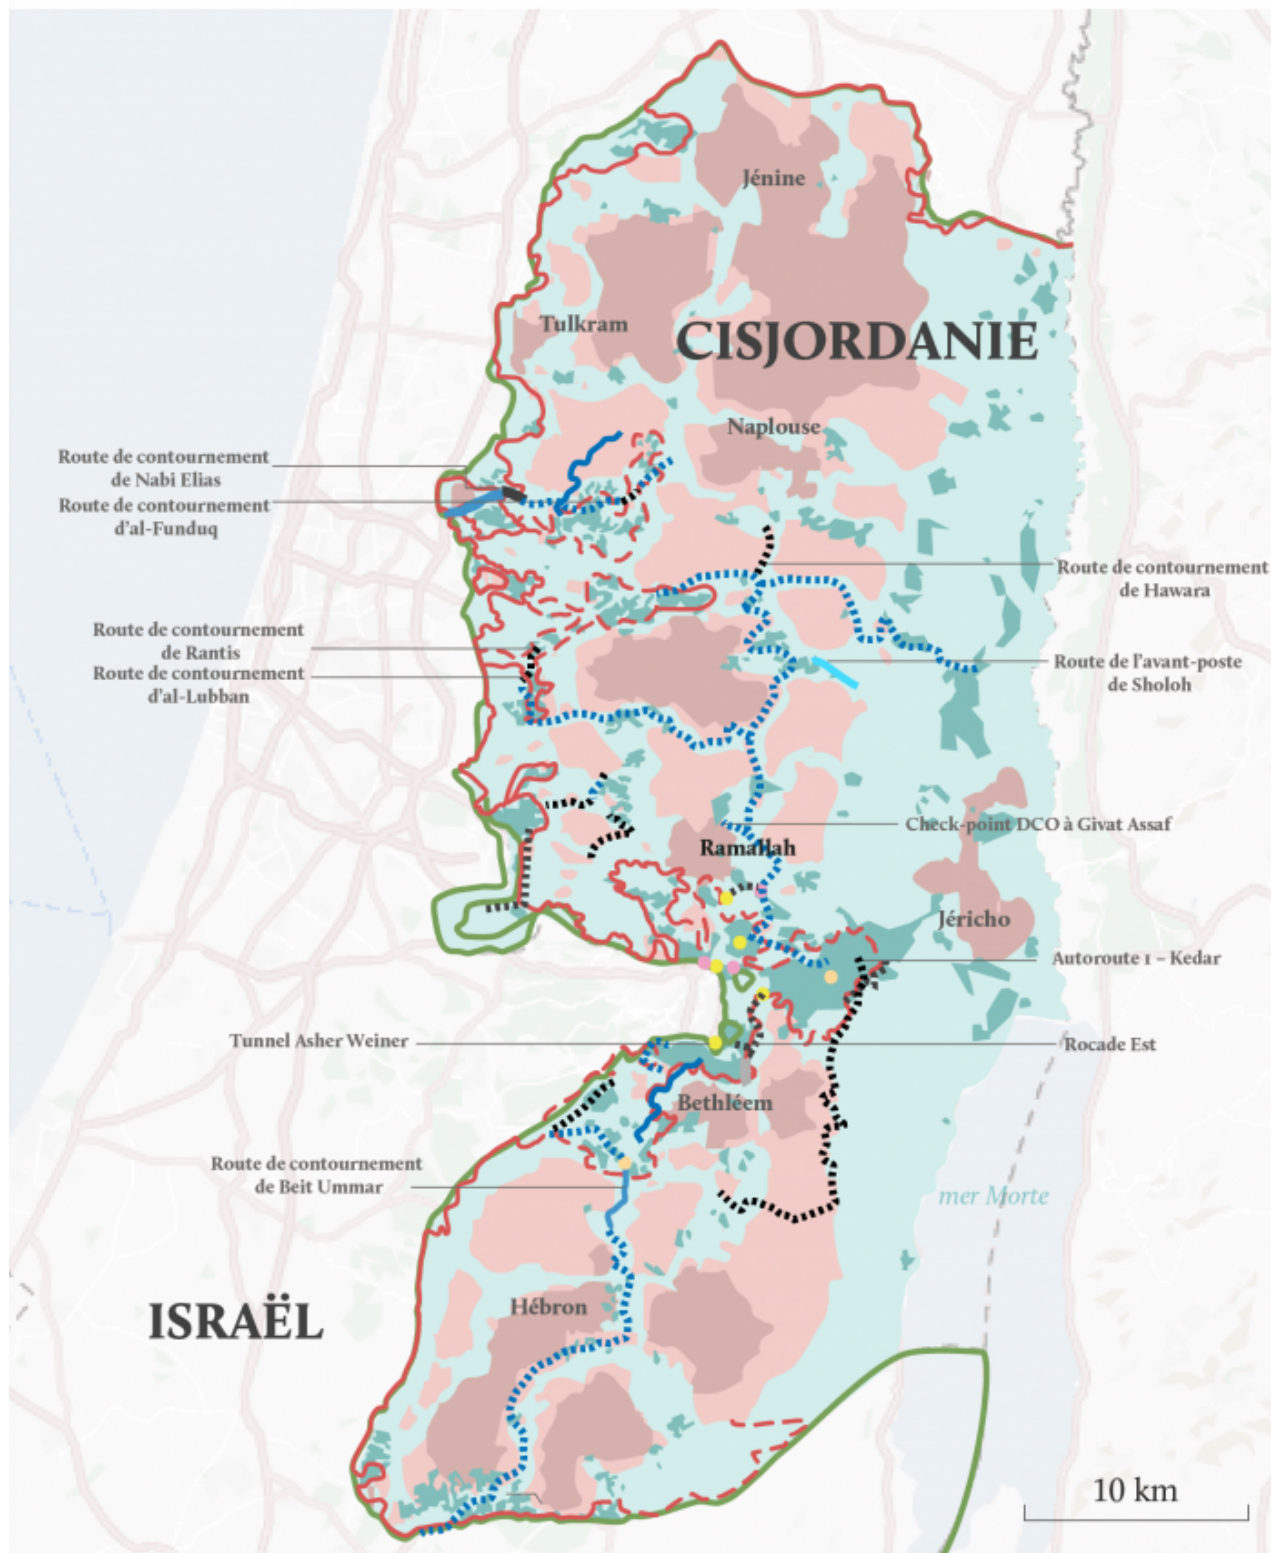 Jénine
Tulkram
CISJORDANIE
Naplouse
Route de contournement
de Nabi Elias
Route de contournement
d'al-Funduq
Route de contournement
de Hawara
Route de contournement
de Rantis
Route de l'avant-poste
de Sholoh
Route de contournement
d'al-Lubban
Check-point DCO à Givat Assaf
Ramallah
Jéricho
Autoroute 1 – Kedar
Tunnel Asher Weiner
Rocade Est
Bethléem
Route de contournement
de Beit Ummar
mer Morte
Hébron
ISRAËL
10 km